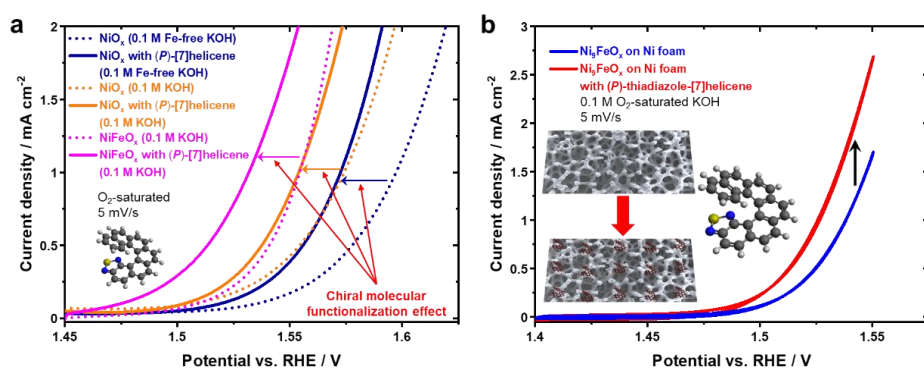 a
Current density / mA cm⁻²
2
1.5
1
0.5
0
NiOₓ (0.1 M Fe-free KOH)
NiOₓ with (P)-[7]helicene
(0.1 M Fe-free KOH)
NiOₓ (0.1 M KOH)
NiOₓ with (P)-[7]helicene
(0.1 M KOH)
NiFeOₓ (0.1 M KOH)
NiFeOₓ with (P)-[7]helicene
(0.1 M KOH)
O₂-saturated
5 mV/s
Chiral molecular
functionalization effect
1.45 1.5 1.55 1.6
Potential vs. RHE / V
b
Current density / mA cm⁻²
3
2.5
2
1.5
1
0.5
0
Ni₉FeOₓ on Ni foam
Ni₉FeOₓ on Ni foam
with (P)-thiadiazole-[7]helicene
0.1 M O₂-saturated KOH
5 mV/s
1.4 1.45 1.5 1.55
Potential vs. RHE / V